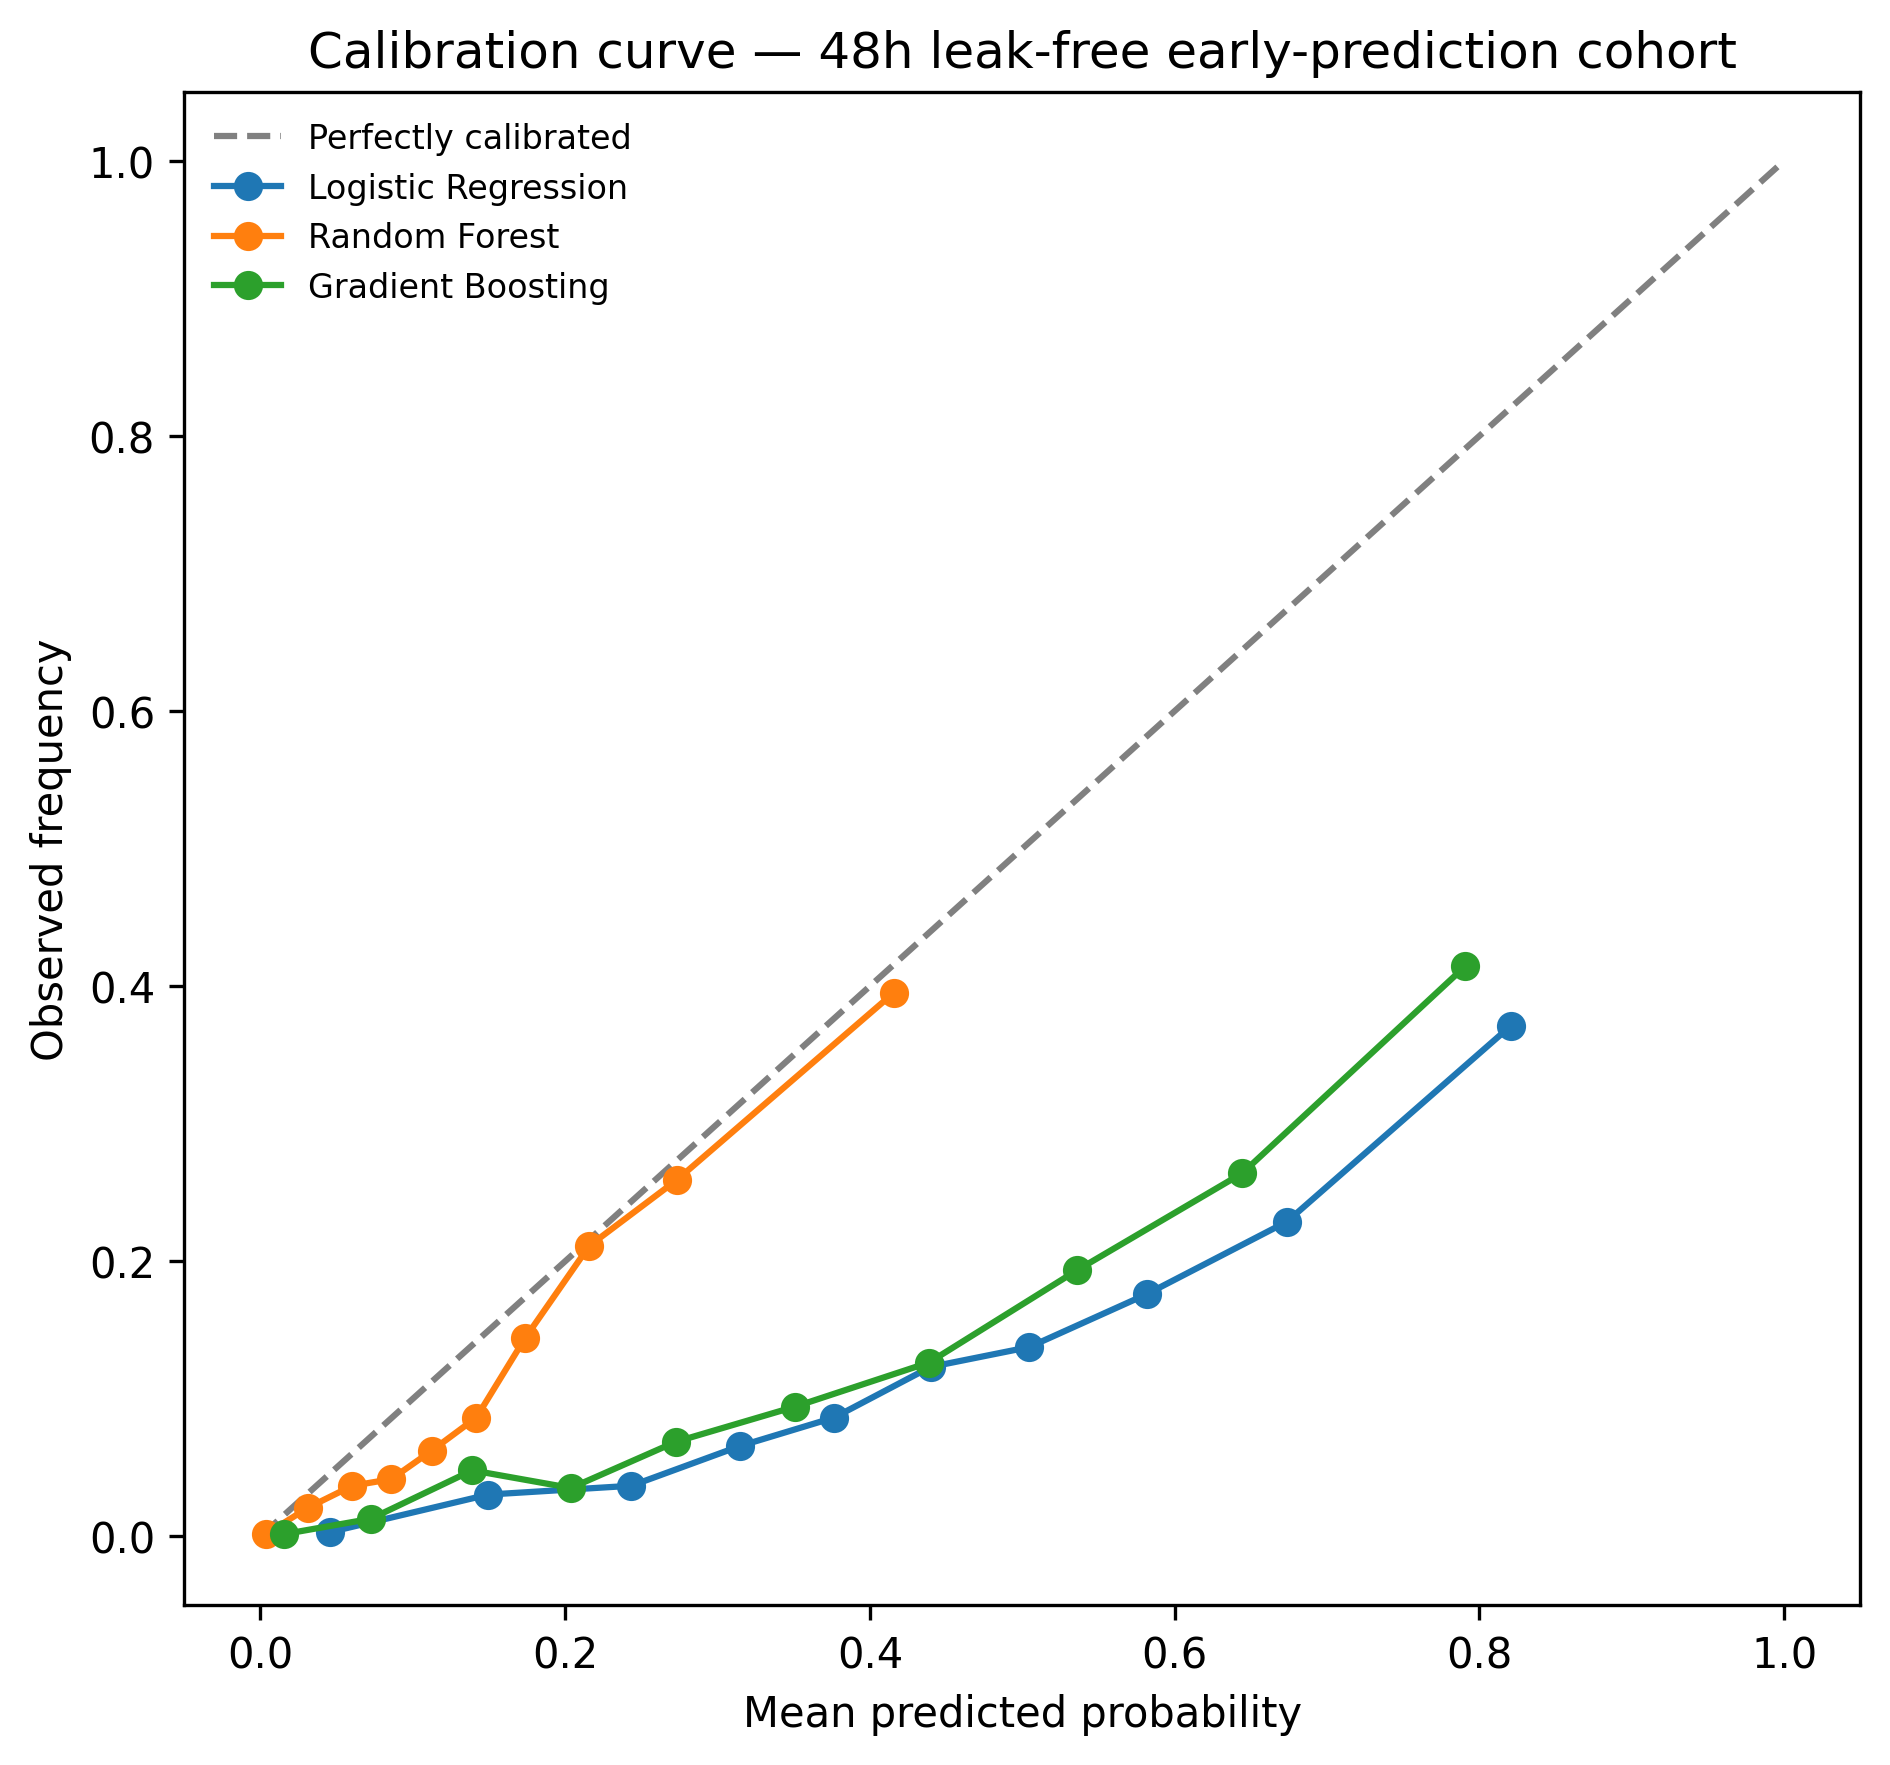 Calibration curve — 48h leak-free early-prediction cohort
Perfectly calibrated
Logistic Regression
Random Forest
Gradient Boosting
Observed frequency
1.0
0.8
0.6
0.4
0.2
0.0
0.0 0.2 0.4 0.6 0.8 1.0
Mean predicted probability